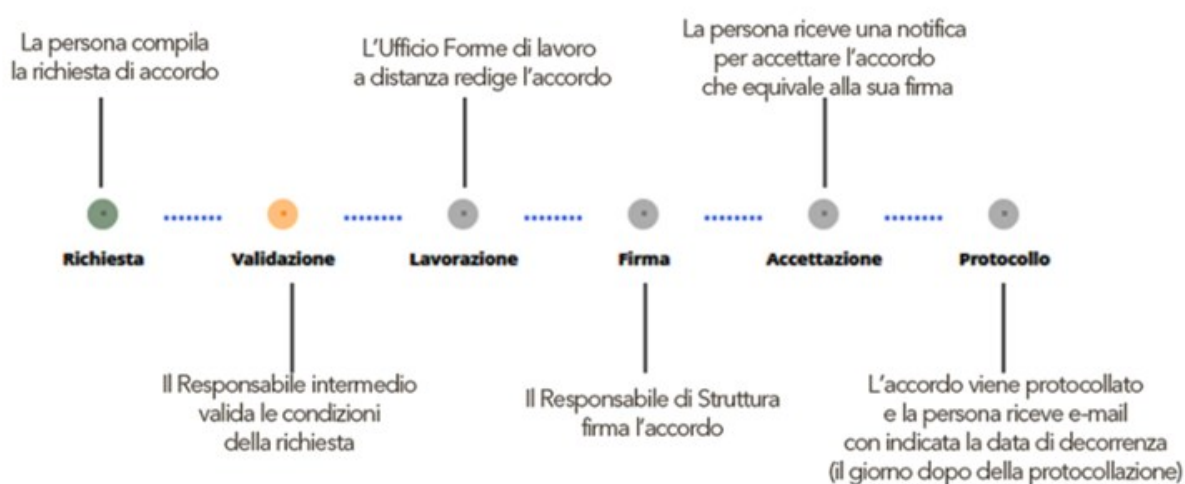 La persona compila
la richiesta di accordo
L'Ufficio Forme di lavoro
a distanza redige l'accordo
La persona riceve una notifica
per accettare l'accordo
che equivale alla sua firma
Richiesta
Validazione
Lavorazione
Firma
Accettazione
Protocollo
Il Responsabile intermedio
valida le condizioni
della richiesta
Il Responsabile di Struttura
firma l'accordo
L'accordo viene protocollato
e la persona riceve e-mail
con indicata la data di decorrenza
(il giorno dopo della protocollazione)